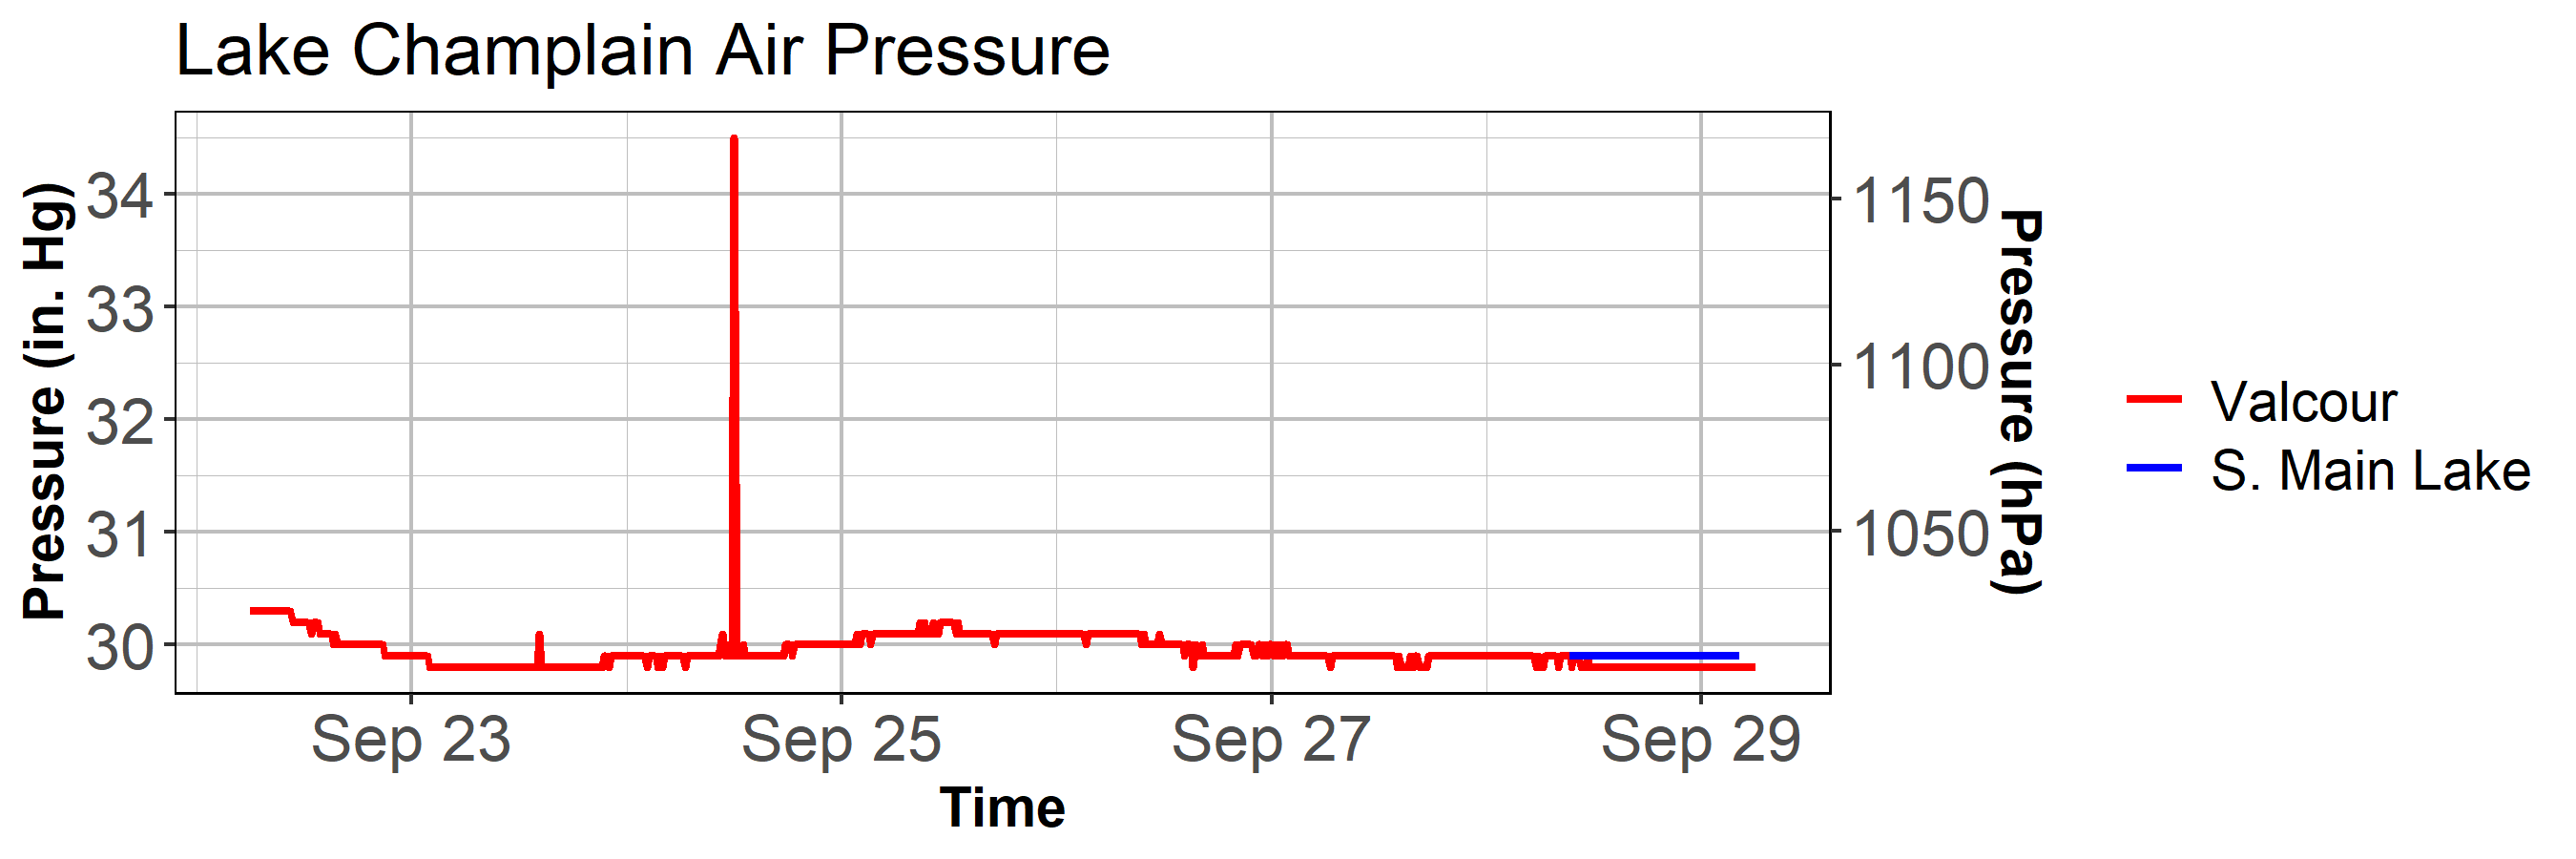 Lake Champlain Air Pressure
Pressure (in. Hg)
34
33
32
31
30
1150
1100
1050
Pressure (hPa)
Valcour
S. Main Lake
Sep 23
Sep 25
Sep 27
Sep 29
Time